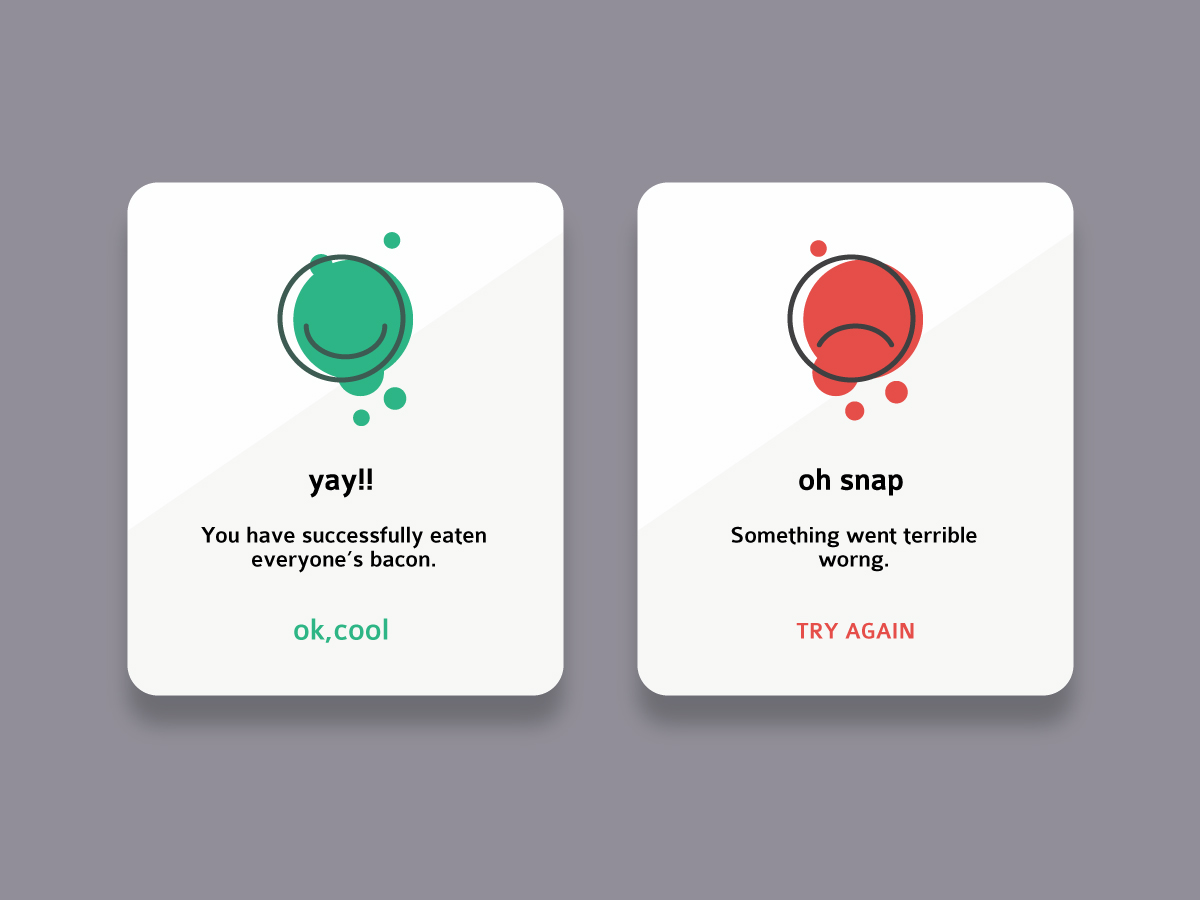 yay!!
You have successfully eaten
everyone's bacon.
ok,cool
oh snap
Something went terrible
worng.
TRY AGAIN